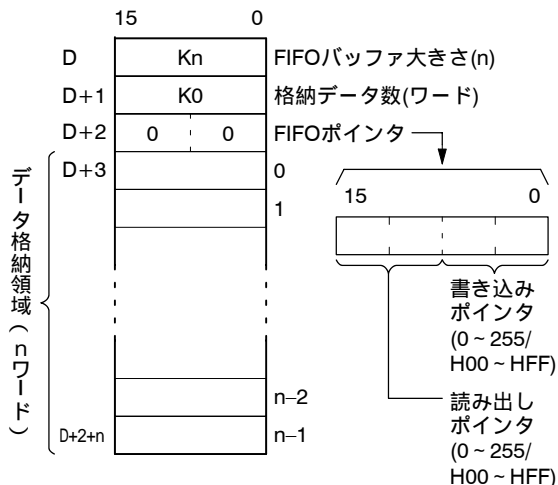 15 0
D Kn FIFOバッファ大きさ(n)
D+1 K0 格納データ数(ワード)
D+2 0 0 FIFOポインタ
D+3 0
1
データ格納領域(nワード)
n–2
D+2+n n–1
15 0
書き込み
ポインタ
(0~255/
H00~HFF)
読み出し
ポインタ
(0~255/
H00~HFF)